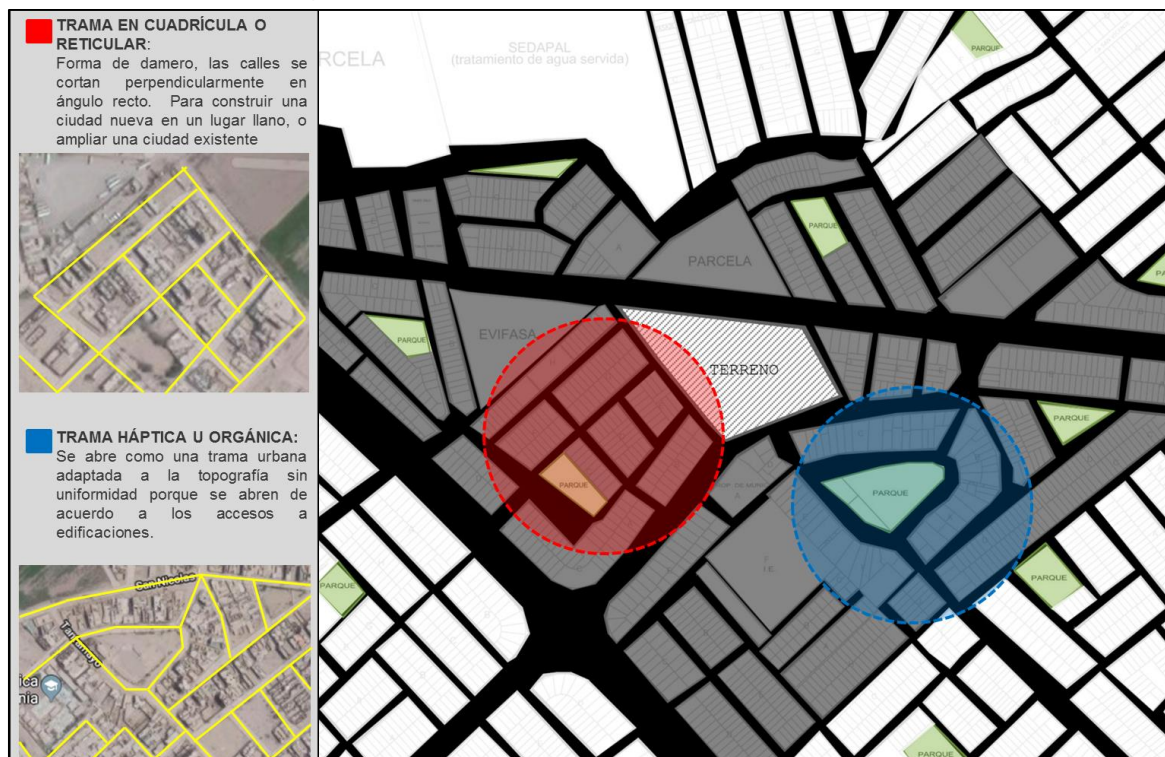 TRAMA EN CUADRÍCULA O
RETICULAR:
Forma de damero, las calles se
cortan perpendicularmente en
ángulo recto. Para construir una
ciudad nueva en un lugar llano, o
ampliar una ciudad existente
TRAMA HÁPTICA U ORGÁNICA:
Se abre como una trama urbana
adaptada a la topografía sin
uniformidad porque se abren de
acuerdo a los accesos a
edificaciones.
San Nicolas
RCELA
SEDAPAL
(tratamiento de agua servida)
PARQUE
PARQUE
PARCELA
PARQUE
EVIFASA
PARQUE
TERRENO
PARQUE
PARQUE
PARQUE
PARQUE
PARQUE
PARQUE